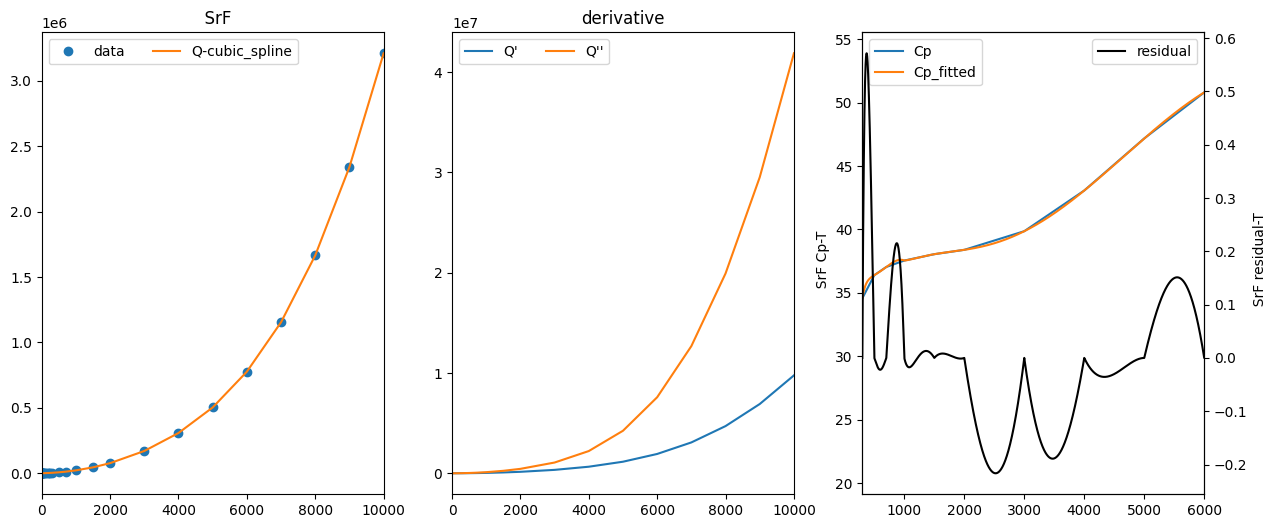 SrF
1e6
data
Q-cubic_spline
3.0
2.5
2.0
1.5
1.0
0.5
0.0
0 2000 4000 6000 8000 10000
derivative
1e7
Q'
Q''
4
3
2
1
0
0 2000 4000 6000 8000 10000
Cp
Cp_fitted
residual
SrF Cp-T
55
50
45
40
35
30
25
20
1000 2000 3000 4000 5000 6000
0.6
0.5
0.4
0.3
0.2
0.1
0.0
−0.1
−0.2
SrF residual-T